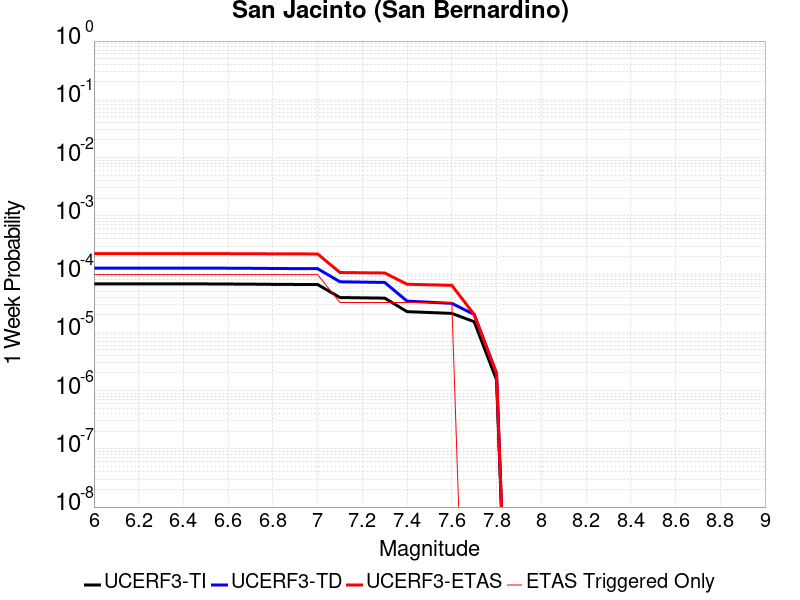 San Jacinto (San Bernardino)
10^0
10^-1
10^-2
10^-3
10^-4
10^-5
10^-6
10^-7
10^-8
1 Week Probability
6 6.2 6.4 6.6 6.8 7 7.2 7.4 7.6 7.8 8 8.2 8.4 8.6 8.8 9
Magnitude
UCERF3-TI UCERF3-TD UCERF3-ETAS ETAS Triggered Only